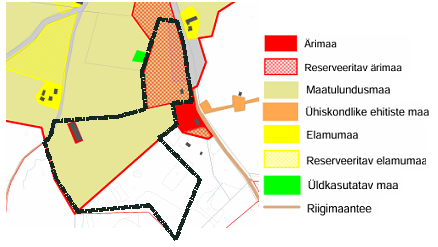 Ärimaa
Reserveeritav ärimaa
Maatulundusmaa
Ühiskondlike ehitiste maa
Elamumaa
Reserveeritav elamumaa
Üldkasutatav maa
Riigimaantee